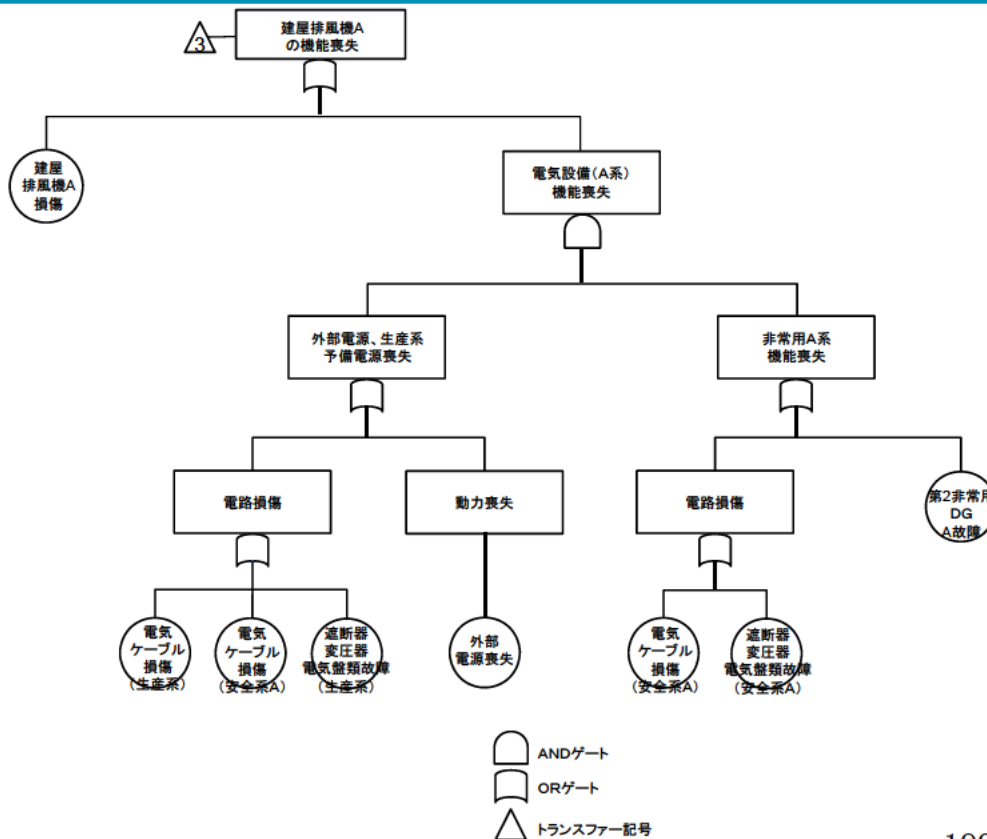 3
建屋排風機A
の機能喪失
建屋
排風機A
損傷
電気設備(A系)
機能喪失
外部電源、生産系
予備電源喪失
非常用A系
機能喪失
電路損傷
動力喪失
電路損傷
第2非常用
DG
A故障
電気
ケーブル
損傷
(生産系)
電気
ケーブル
損傷
(安全系A)
遮断器
変圧器
電気盤類故障
(生産系)
外部
電源喪失
電気
ケーブル
損傷
(安全系A)
遮断器
変圧器
電気盤類故障
(安全系A)
ANDゲート
ORゲート
トランスファー記号